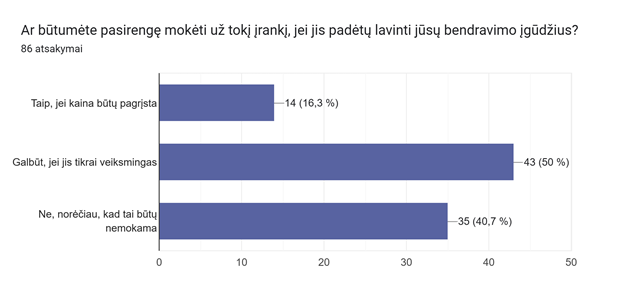 Ar būtumėte pasirengę mokėti už tokį įrankį, jei jis padėtų lavinti jūsų bendravimo įgūdžius?
86 atsakymai
Taip, jei kaina būtų pagrįsta
14 (16,3 %)
Galbūt, jei jis tikrai veiksmingas
43 (50 %)
Ne, norėčiau, kad tai būtų
nemokama
35 (40,7 %)
0 10 20 30 40 50